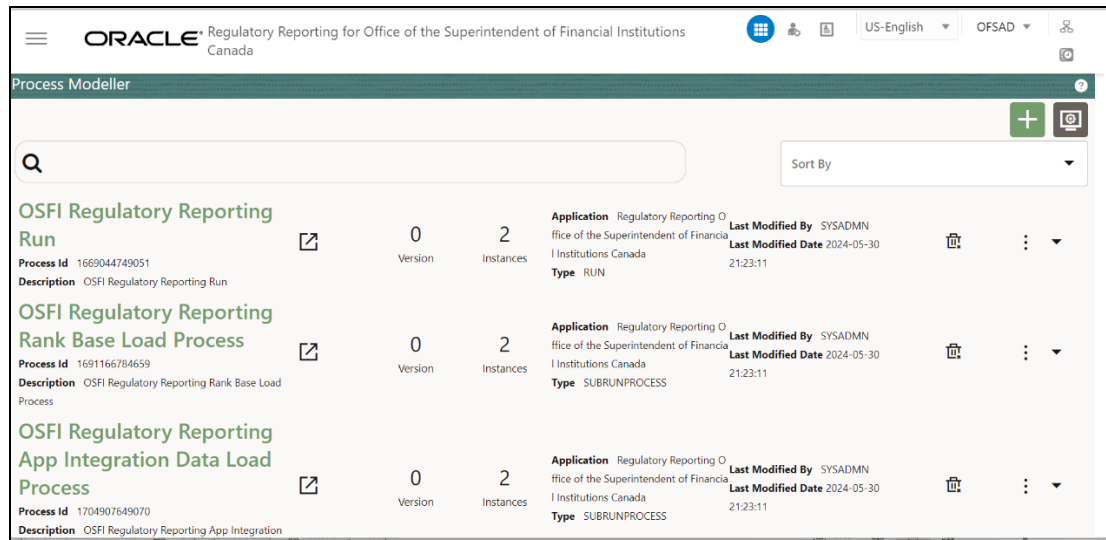 ORACLE® Regulatory Reporting for Office of the Superintendent of Financial Institutions
Canada
US-English
OFSAD
Process Modeller
?
Sort By
OSFI Regulatory Reporting
Run
Process Id 1669044749051
Description OSFI Regulatory Reporting Run
0
Version
2
Instances
Application Regulatory Reporting O
ffice of the Superintendent of Financia
l Institutions Canada
Type RUN
Last Modified By SYSADMN
Last Modified Date 2024-05-30
21:23:11
OSFI Regulatory Reporting
Rank Base Load Process
Process Id 1691166784659
Description OSFI Regulatory Reporting Rank Base Load
Process
0
Version
2
Instances
Application Regulatory Reporting O
ffice of the Superintendent of Financia
l Institutions Canada
Type SUBRUNPROCESS
Last Modified By SYSADMN
Last Modified Date 2024-05-30
21:23:11
OSFI Regulatory Reporting
App Integration Data Load
Process
Process Id 1704907649070
Description OSFI Regulatory Reporting App Integration
0
Version
2
Instances
Application Regulatory Reporting O
ffice of the Superintendent of Financia
l Institutions Canada
Type SUBRUNPROCESS
Last Modified By SYSADMN
Last Modified Date 2024-05-30
21:23:11